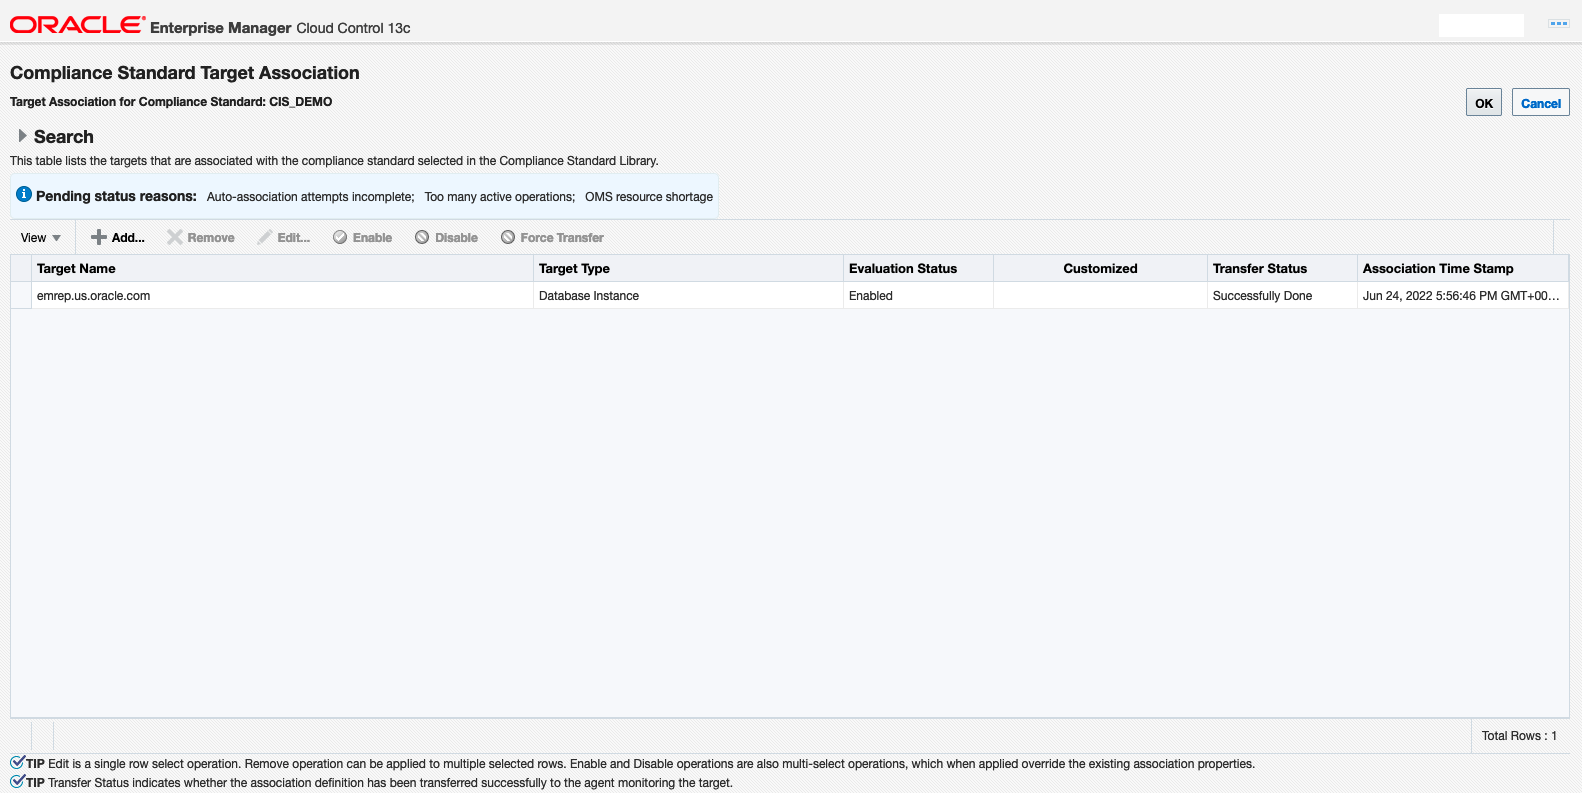 ORACLE Enterprise Manager Cloud Control 13c
Compliance Standard Target Association
Target Association for Compliance Standard: CIS_DEMO
OK Cancel
Search
This table lists the targets that are associated with the compliance standard selected in the Compliance Standard Library.
Pending status reasons: Auto-association attempts incomplete; Too many active operations; OMS resource shortage
View Add... Remove Edit... Enable Disable Force Transfer
Target Name Target Type Evaluation Status Customized Transfer Status Association Time Stamp
emrep.us.oracle.com Database Instance Enabled Successfully Done Jun 24, 2022 5:56:46 PM GMT+00...
Total Rows : 1
TIP Edit is a single row select operation. Remove operation can be applied to multiple selected rows. Enable and Disable operations are also multi-select operations, which when applied override the existing association properties.
TIP Transfer Status indicates whether the association definition has been transferred successfully to the agent monitoring the target.